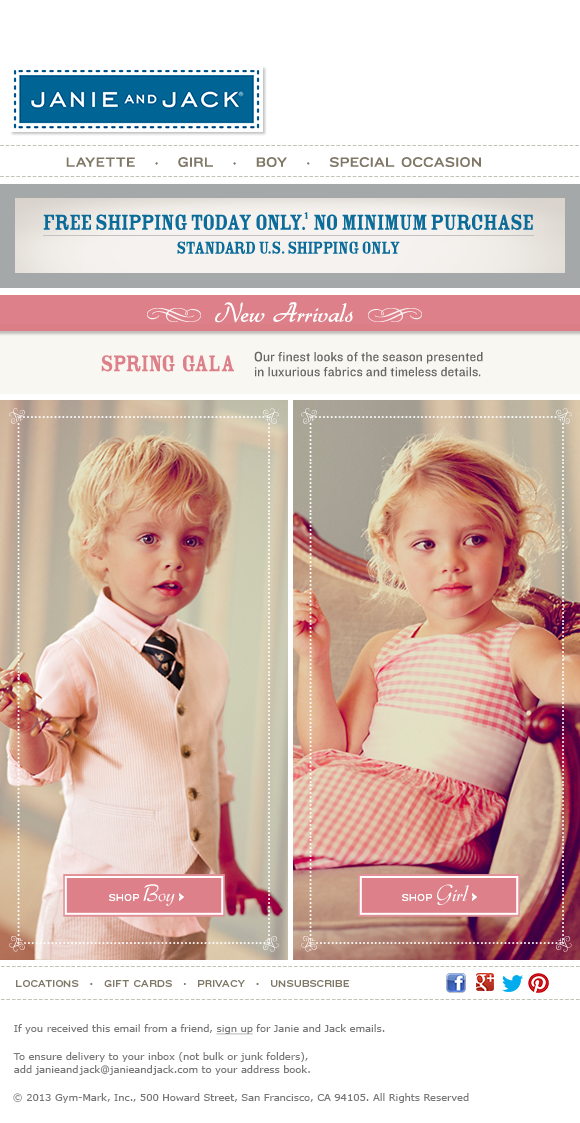 JANIE AND JACK®
LAYETTE · GIRL · BOY · SPECIAL OCCASION
FREE SHIPPING TODAY ONLY.¹ NO MINIMUM PURCHASE
STANDARD U.S. SHIPPING ONLY
New Arrivals
SPRING GALA
Our finest looks of the season presented
in luxurious fabrics and timeless details.
SHOP Boy
SHOP Girl
LOCATIONS · GIFT CARDS · PRIVACY · UNSUBSCRIBE
If you received this email from a friend, sign up for Janie and Jack emails.
To ensure delivery to your inbox (not bulk or junk folders),
add janieandjack@janieandjack.com to your address book.
© 2013 Gym-Mark, Inc., 500 Howard Street, San Francisco, CA 94105. All Rights Reserved